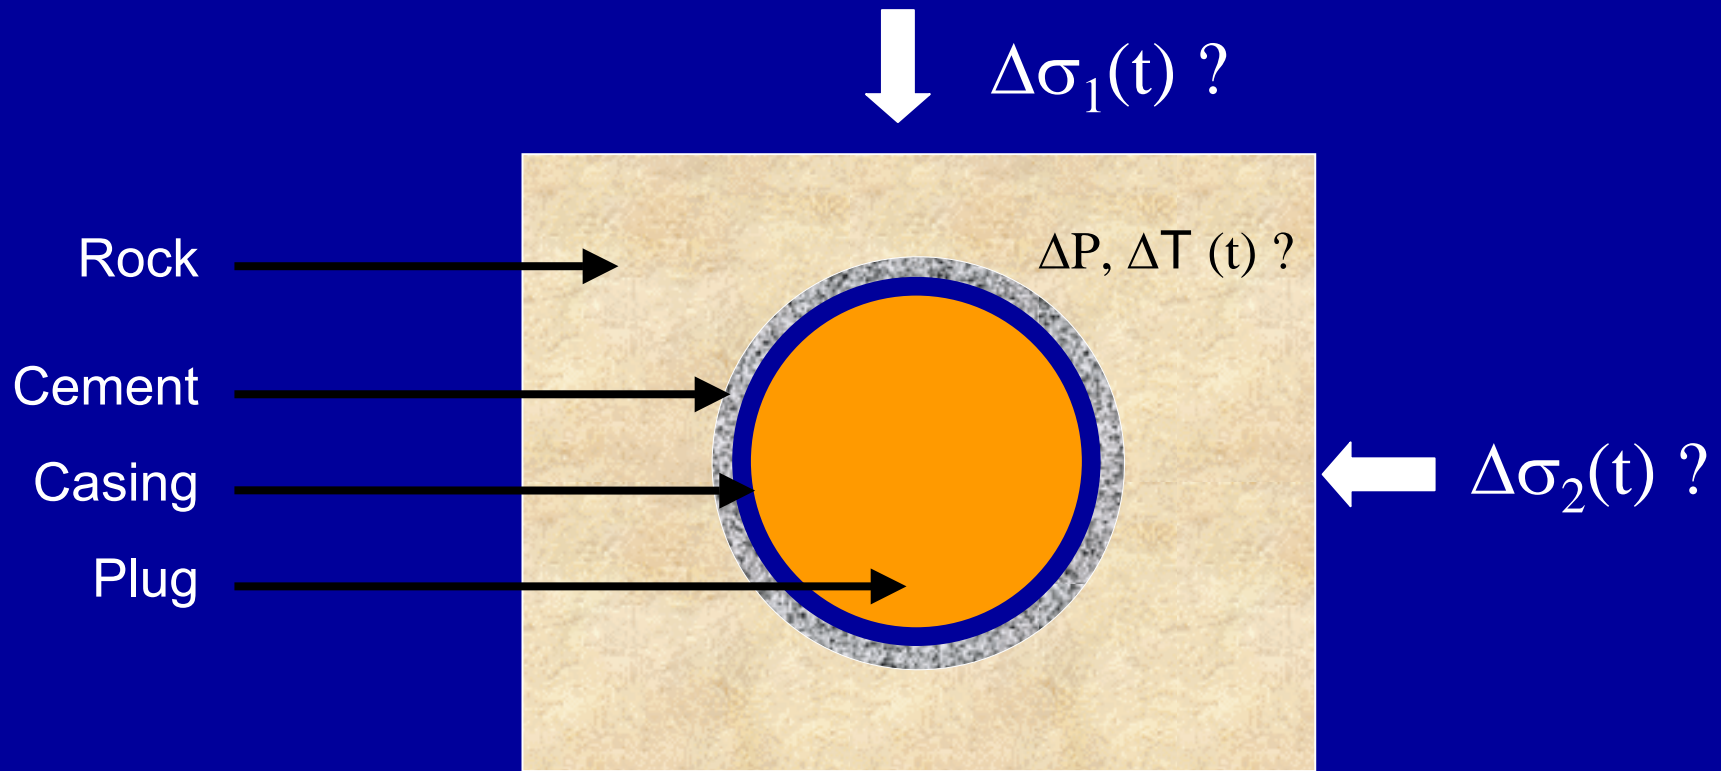 Δσ₁(t) ?
Rock
ΔP, ΔT (t) ?
Cement
Casing
Δσ₂(t) ?
Plug